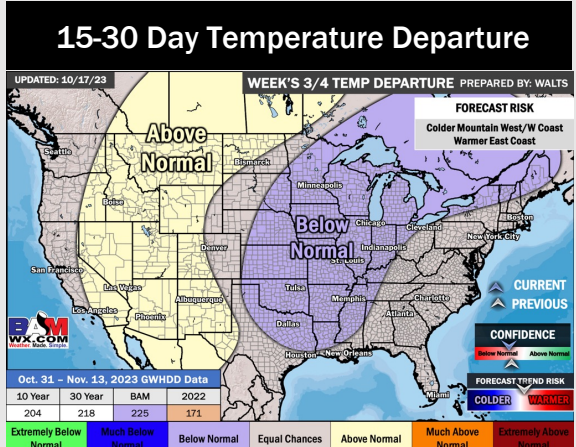 15-30 Day Temperature Departure
UPDATED: 10/17/23
WEEK'S 3/4 TEMP DEPARTURE PREPARED BY: WALTS
FORECAST RISK
Colder Mountain West/W Coast
Warmer East Coast
Above
Normal
Seattle
Bismarck
Minneapolis
Boise
Below
Normal
Chicago
Cleveland
Boston
New York City
Denver
Indianapolis
St. Louis
San Francisco
Las Vegas
Los Angeles
Phoenix
Albuquerque
Tulsa
Memphis
Charlotte
Atlanta
Dallas
Houston
New Orleans
Miami
CURRENT
PREVIOUS
BAM
WX.COM
Weather. Made. Simple.
CONFIDENCE
Below Normal Above Normal
FORECAST TREND RISK
COLDER WARMER
Oct. 31 – Nov. 13, 2023 GWHDD Data
10 Year 30 Year BAM 2022
204 218 225 171
Extremely Below Normal
Much Below Normal
Below Normal
Equal Chances
Above Normal
Much Above Normal
Extremely Above Normal